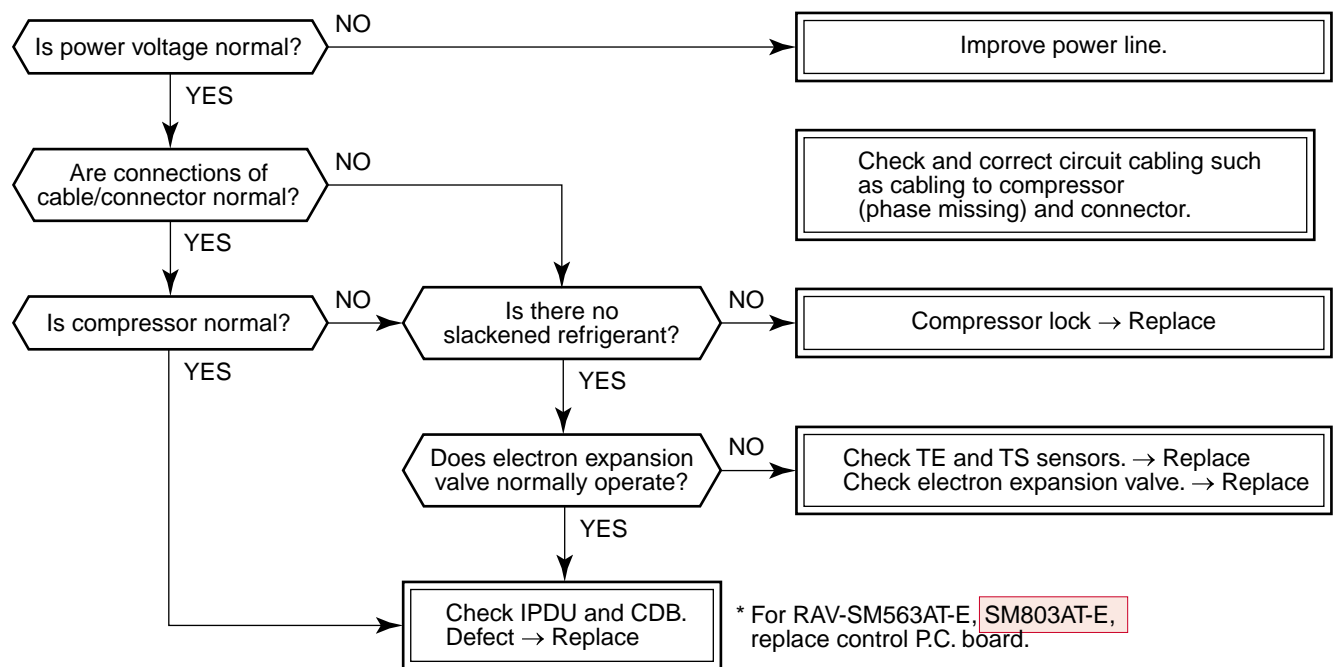 Is power voltage normal?
NO
Improve power line.
YES
Are connections of
cable/connector normal?
NO
Check and correct circuit cabling such
as cabling to compressor
(phase missing) and connector.
YES
Is compressor normal?
NO
Is there no
slackened refrigerant?
NO
Compressor lock → Replace
YES
YES
Does electron expansion
valve normally operate?
NO
Check TE and TS sensors. → Replace
Check electron expansion valve. → Replace
YES
Check IPDU and CDB.
Defect → Replace
* For RAV-SM563AT-E, SM803AT-E,
replace control P.C. board.